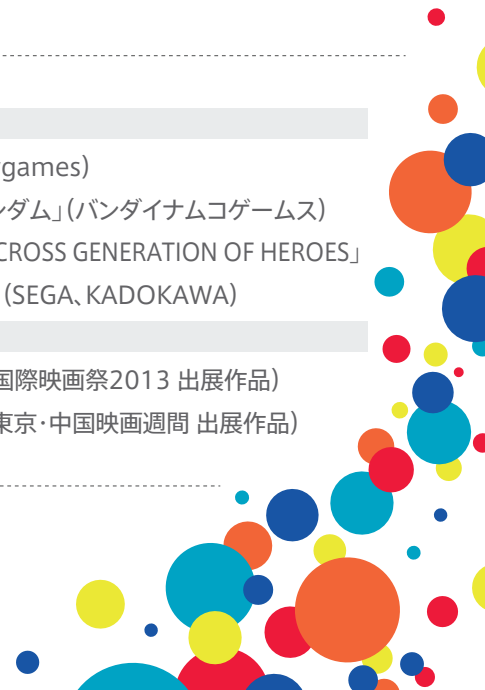 games)
ンダム」(バンダイナムコゲームス)
CROSS GENERATION OF HEROES」
(SEGA、KADOKAWA)
国際映画祭2013 出展作品)
東京・中国映画週間 出展作品)